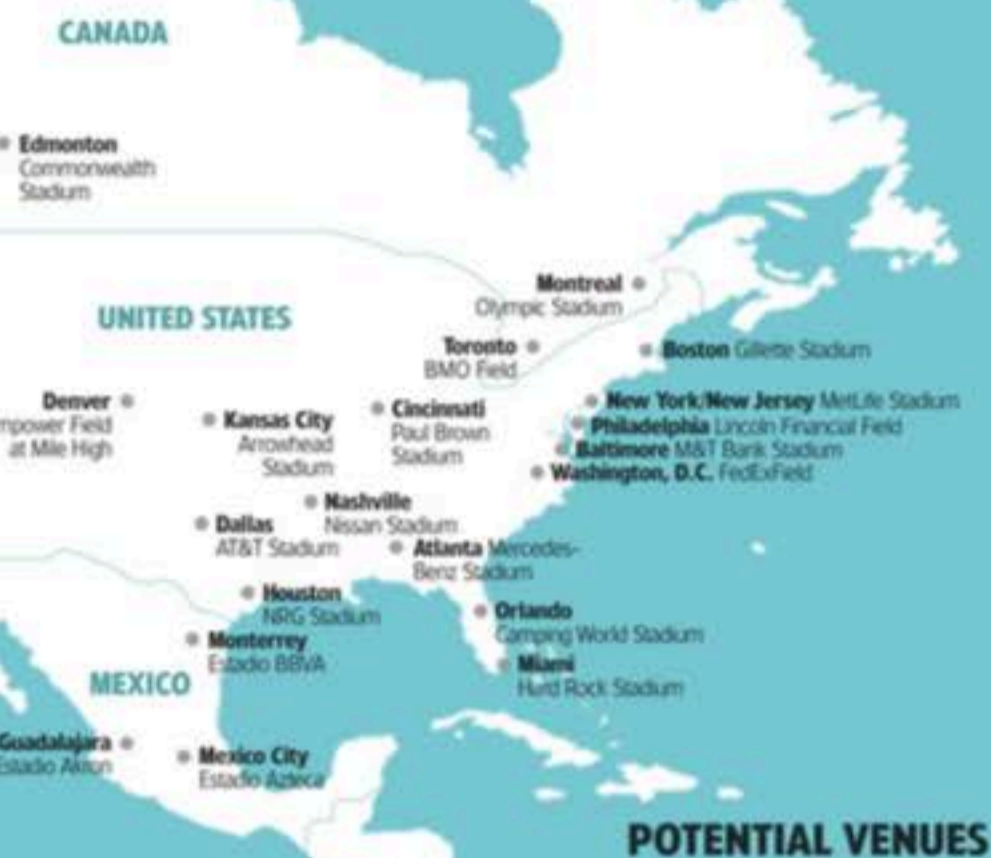 CANADA
Edmonton
Commonwealth
Stadium
Montreal
Olympic Stadium
UNITED STATES
Toronto
BMO Field
Boston Gillette Stadium
Denver
mpower Field
at Mile High
Kansas City
Arrowhead
Stadium
Cincinnati
Paul Brown
Stadium
New York/New Jersey MetLife Stadium
Philadelphia Lincoln Financial Field
Baltimore M&T Bank Stadium
Washington, D.C. FedExField
Nashville
Nissan Stadium
Dallas
AT&T Stadium
Atlanta Mercedes-
Benz Stadium
Houston
NRG Stadium
Orlando
Camping World Stadium
Monterrey
Estadio BBVA
Miami
Hard Rock Stadium
MEXICO
Guadalajara
Estadio Akron
Mexico City
Estadio Azteca
POTENTIAL VENUES